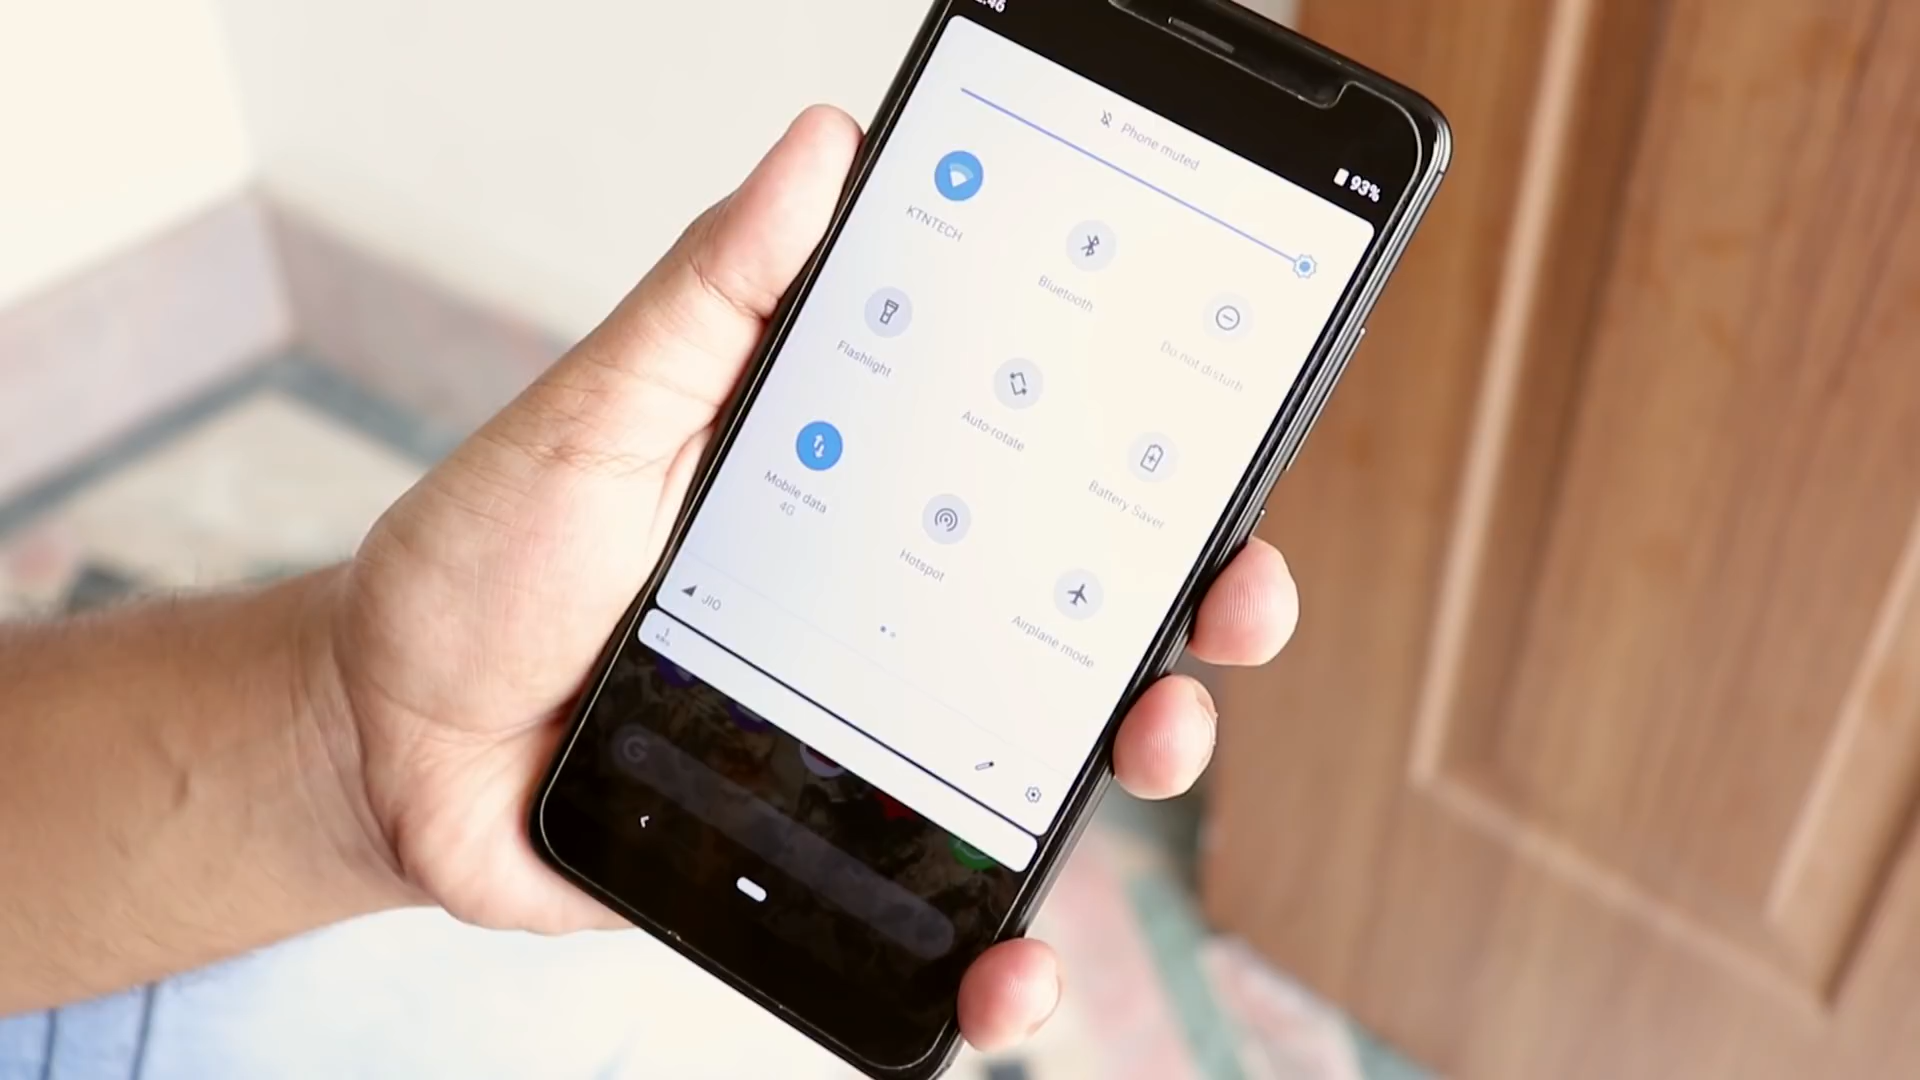 93%
Phone muted
KTNTECH
Bluetooth
Do not disturb
Flashlight
Auto-rotate
Battery Saver
Mobile data
4G
Hotspot
Airplane mode
JIO
G